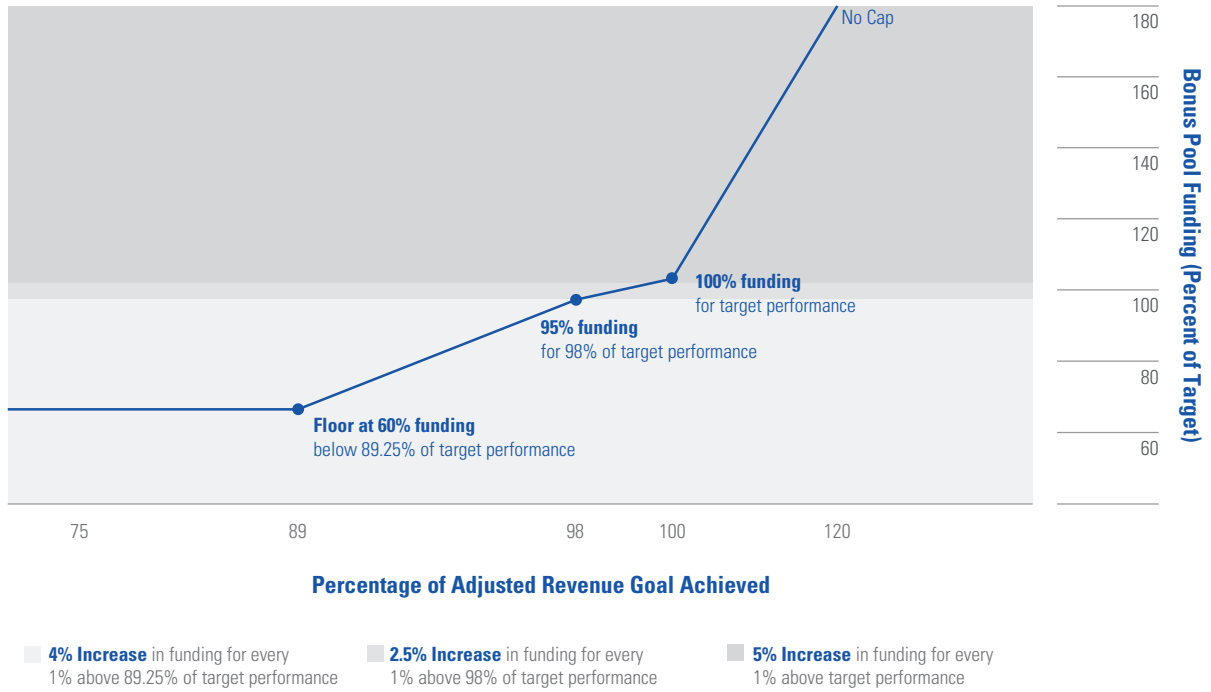 No Cap
180
160
140
120
100
80
60
Bonus Pool Funding (Percent of Target)
100% funding
for target performance
95% funding
for 98% of target performance
Floor at 60% funding
below 89.25% of target performance
75
89
98
100
120
Percentage of Adjusted Revenue Goal Achieved
4% Increase in funding for every
1% above 89.25% of target performance
2.5% Increase in funding for every
1% above 98% of target performance
5% Increase in funding for every
1% above target performance